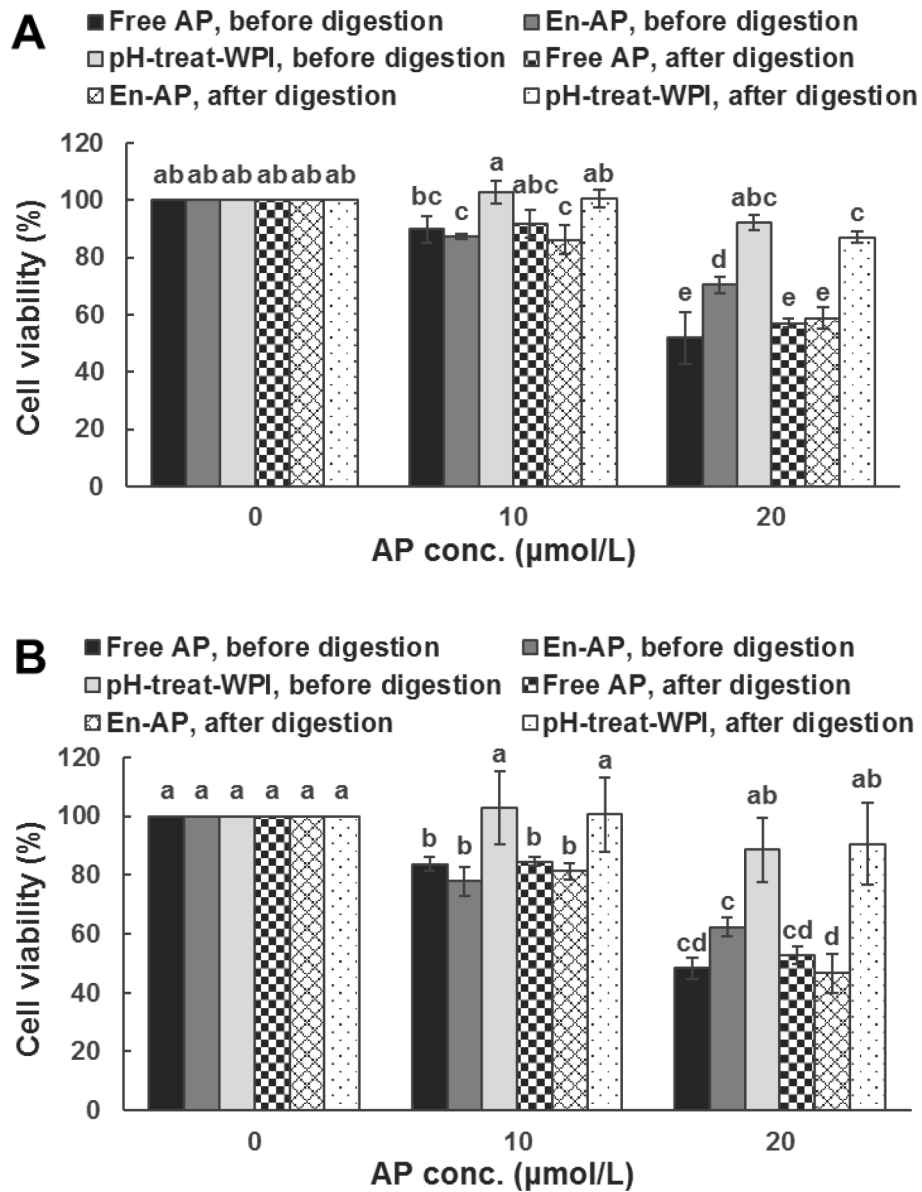 A
Free AP, before digestion En-AP, before digestion
pH-treat-WPI, before digestion Free AP, after digestion
En-AP, after digestion pH-treat-WPI, after digestion
120
100
80
60
40
20
0
Cell viability (%)
ab ab ab ab ab ab
bc c a abc c ab
e d abc e e c
0 10 20
AP conc. (µmol/L)
B
Free AP, before digestion En-AP, before digestion
pH-treat-WPI, before digestion Free AP, after digestion
En-AP, after digestion pH-treat-WPI, after digestion
120
100
80
60
40
20
0
Cell viability (%)
a a a a a a
b b a b b a
cd c ab cd d ab
0 10 20
AP conc. (µmol/L)